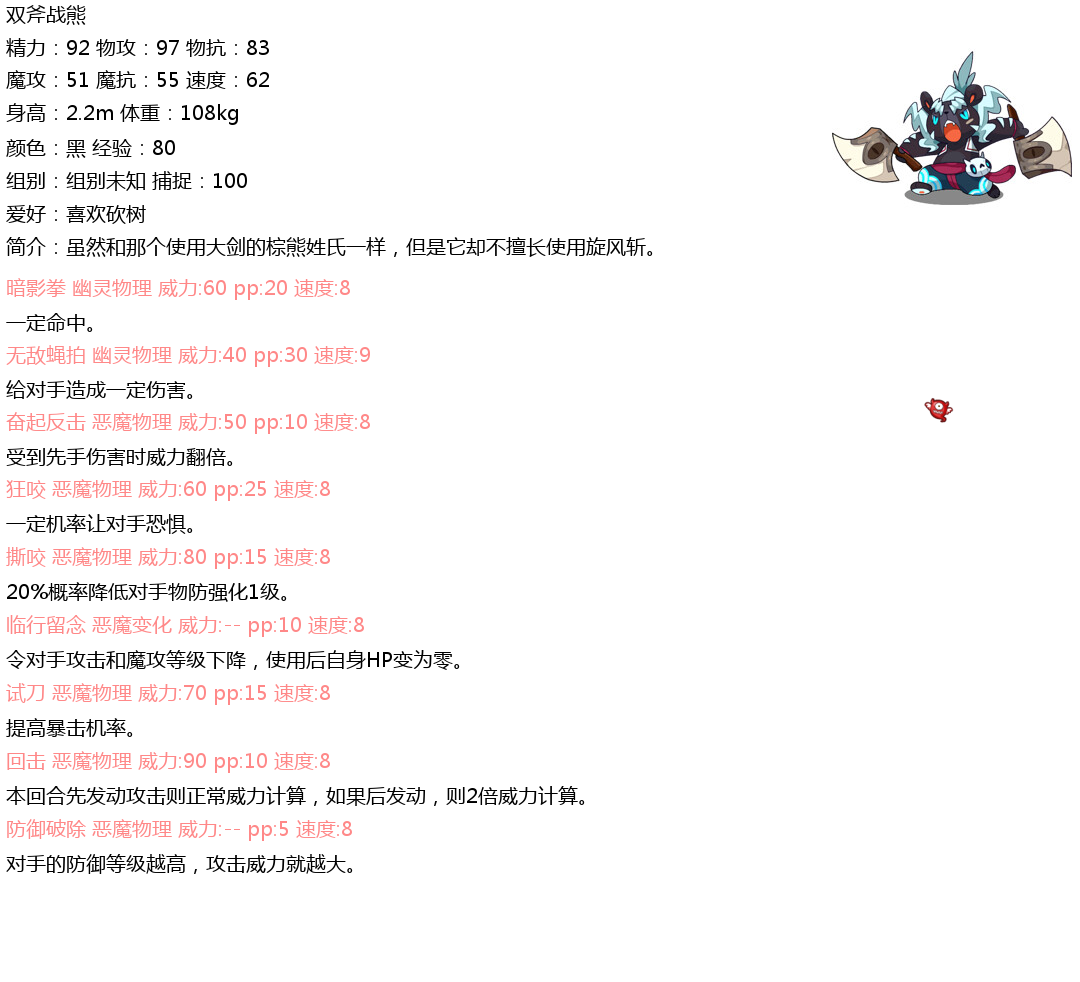 双斧战熊
精力：92 物攻：97 物抗：83
魔攻：51 魔抗：55 速度：62
身高：2.2m 体重：108kg
颜色：黑 经验：80
组别：组别未知 捕捉：100
爱好：喜欢砍树
简介：虽然和那个使用大剑的棕熊姓氏一样，但是它却不擅长使用旋风斩。
暗影拳 幽灵物理 威力:60 pp:20 速度:8
一定命中。
无敌蝇拍 幽灵物理 威力:40 pp:30 速度:9
给对手造成一定伤害。
奋起反击 恶魔物理 威力:50 pp:10 速度:8
受到先手伤害时威力翻倍。
狂咬 恶魔物理 威力:60 pp:25 速度:8
一定机率让对手恐惧。
撕咬 恶魔物理 威力:80 pp:15 速度:8
20%概率降低对手物防强化1级。
临行留念 恶魔变化 威力:-- pp:10 速度:8
令对手攻击和魔攻等级下降，使用后自身HP变为零。
试刀 恶魔物理 威力:70 pp:15 速度:8
提高暴击机率。
回击 恶魔物理 威力:90 pp:10 速度:8
本回合先发动攻击则正常威力计算，如果后发动，则2倍威力计算。
防御破除 恶魔物理 威力:-- pp:5 速度:8
对手的防御等级越高，攻击威力就越大。